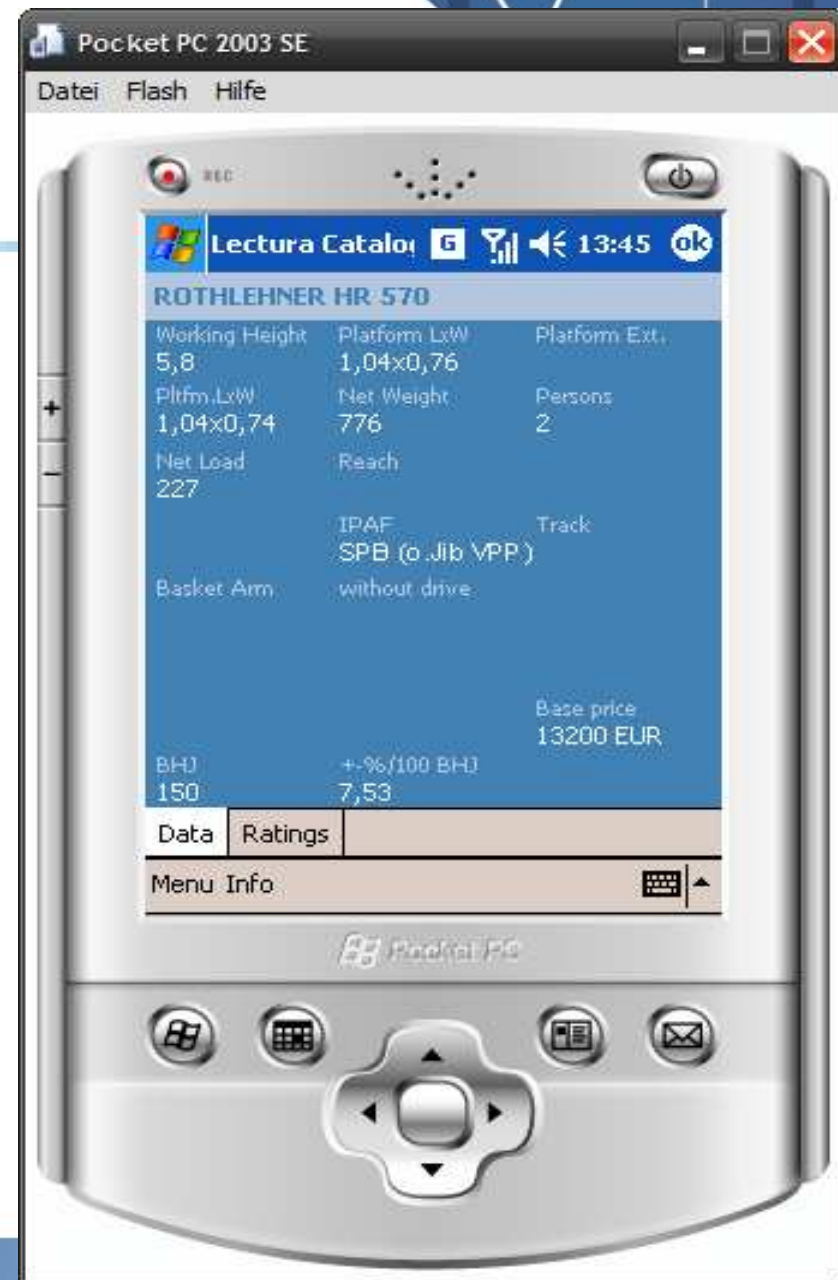 Pocket PC 2003 SE
Datei Flash Hilfe
REC
Lectura Catalo G 13:45 ok
ROTHLEHNER HR 570
Working Height Platform LxW Platform Ext.
5,8 1,04x0,76
Pltfm.LxW Net Weight Persons
1,04x0,74 776 2
Net Load Reach
227
IPAF Track
SPB (o.Jib VPP)
Basket Arm without drive
Base price
13200 EUR
BHJ +-%/100 BHJ
150 7,53
Data Ratings
Menu Info
Pocket PC